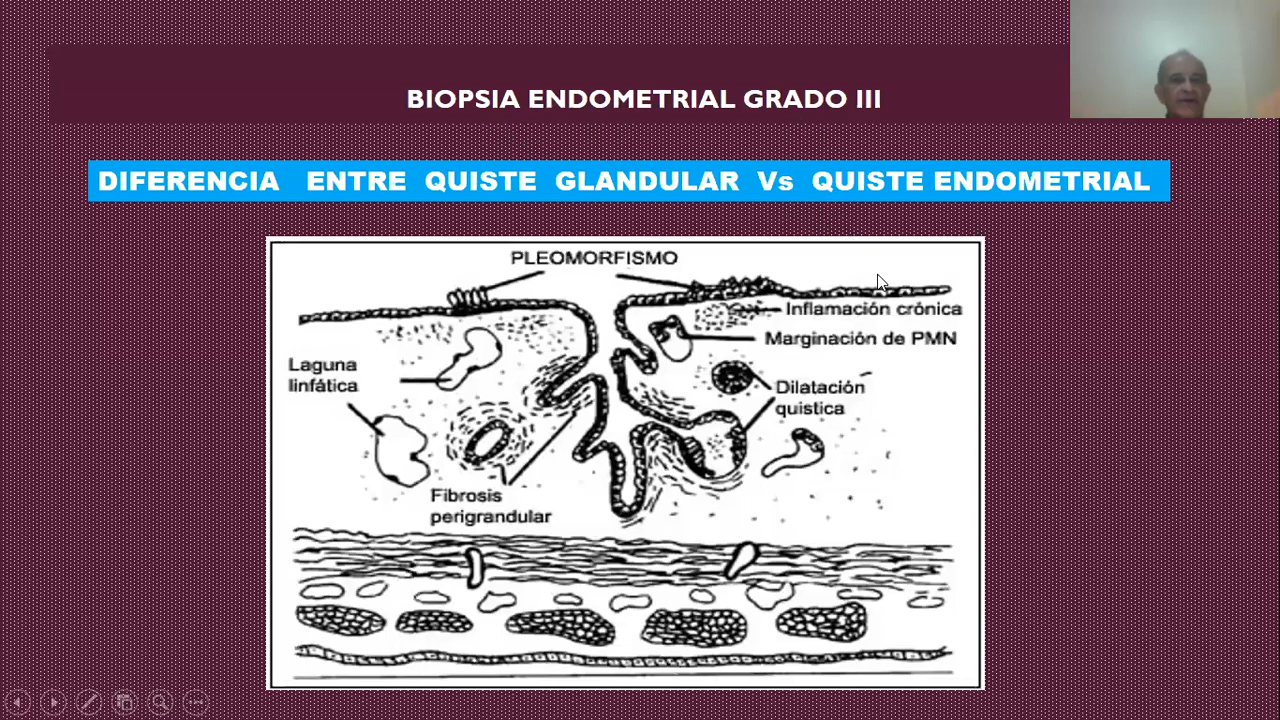 BIOPSIA ENDOMETRIAL GRADO III
DIFERENCIA ENTRE QUISTE GLANDULAR Vs QUISTE ENDOMETRIAL
PLEOMORFISMO
Inflamación crónica
Marginación de PMN
Laguna
linfática
Dilatación
quistica
Fibrosis
perigrandular